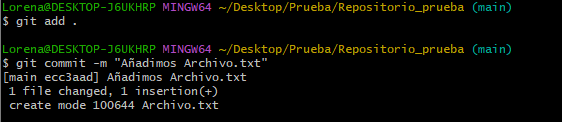 Lorena@DESKTOP-J6UKHRP MINGW64 ~/Desktop/Prueba/Repositorio_prueba (main)
$ git add .

Lorena@DESKTOP-J6UKHRP MINGW64 ~/Desktop/Prueba/Repositorio_prueba (main)
$ git commit -m "Añadimos Archivo.txt"
[main ecc3aad] Añadimos Archivo.txt
 1 file changed, 1 insertion(+)
 create mode 100644 Archivo.txt